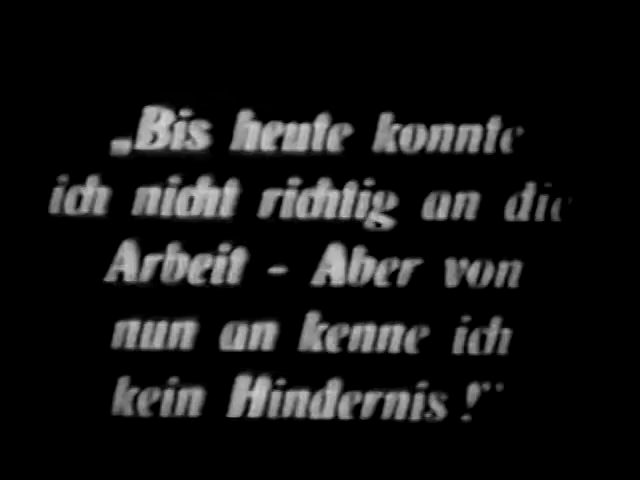 „Bis heute konnte
ich nicht richtig an die
Arbeit - Aber von
nun an kenne ich
kein Hindernis!“